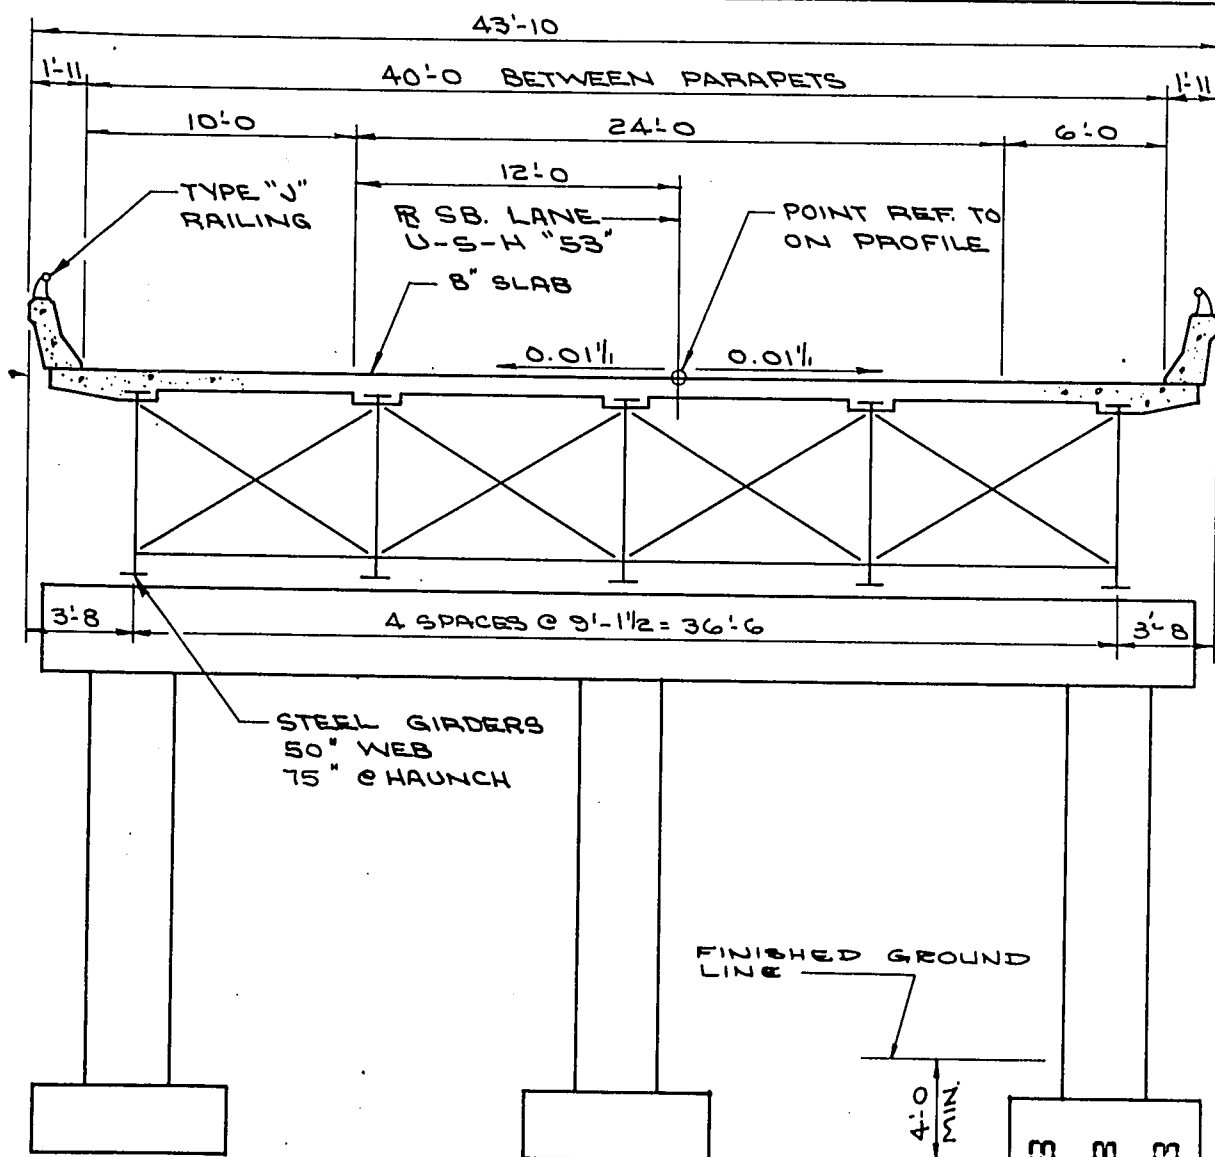 43'-10
1'-11
40'-0 BETWEEN PARAPETS
1'-11
10'-0
24'-0
6'-0
12'-0
TYPE "J"
RAILING
R SB. LANE
U-S-H "53"
POINT REF. TO
ON PROFILE
8" SLAB
0.01'/1
0.01'/1
3'-8
4 SPACES @ 9'-1 1/2 = 36'-6
3'-8
STEEL GIRDERS
50" WEB
75" @ HAUNCH
FINISHED GROUND
LINE
4'-0
MIN.